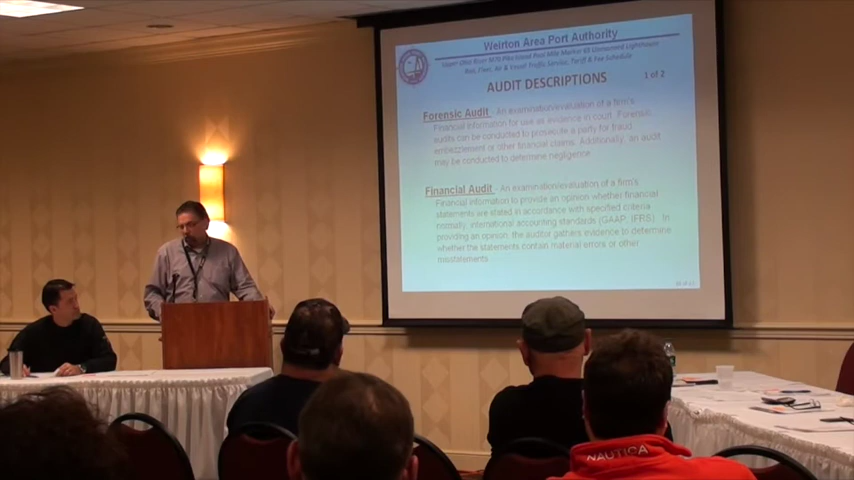 Weirton Area Port Authority
AUDIT DESCRIPTIONS
1 of 2
Forensic Audit - An examination/evaluation of a firm's
Financial information for use as evidence in court. Forensic
audits can be conducted to prosecute a party for fraud
embezzlement or other financial claims. Additionally, an audit
may be conducted to determine negligence.
Financial Audit - An examination/evaluation of a firm's
Financial information to provide an opinion whether financial
statements are stated in accordance with specified criteria
normally, international accounting standards (GAAP, IFRS). In
providing an opinion, the auditor gathers evidence to determine
whether the statements contain material errors or other
misstatements.
NAUTICA